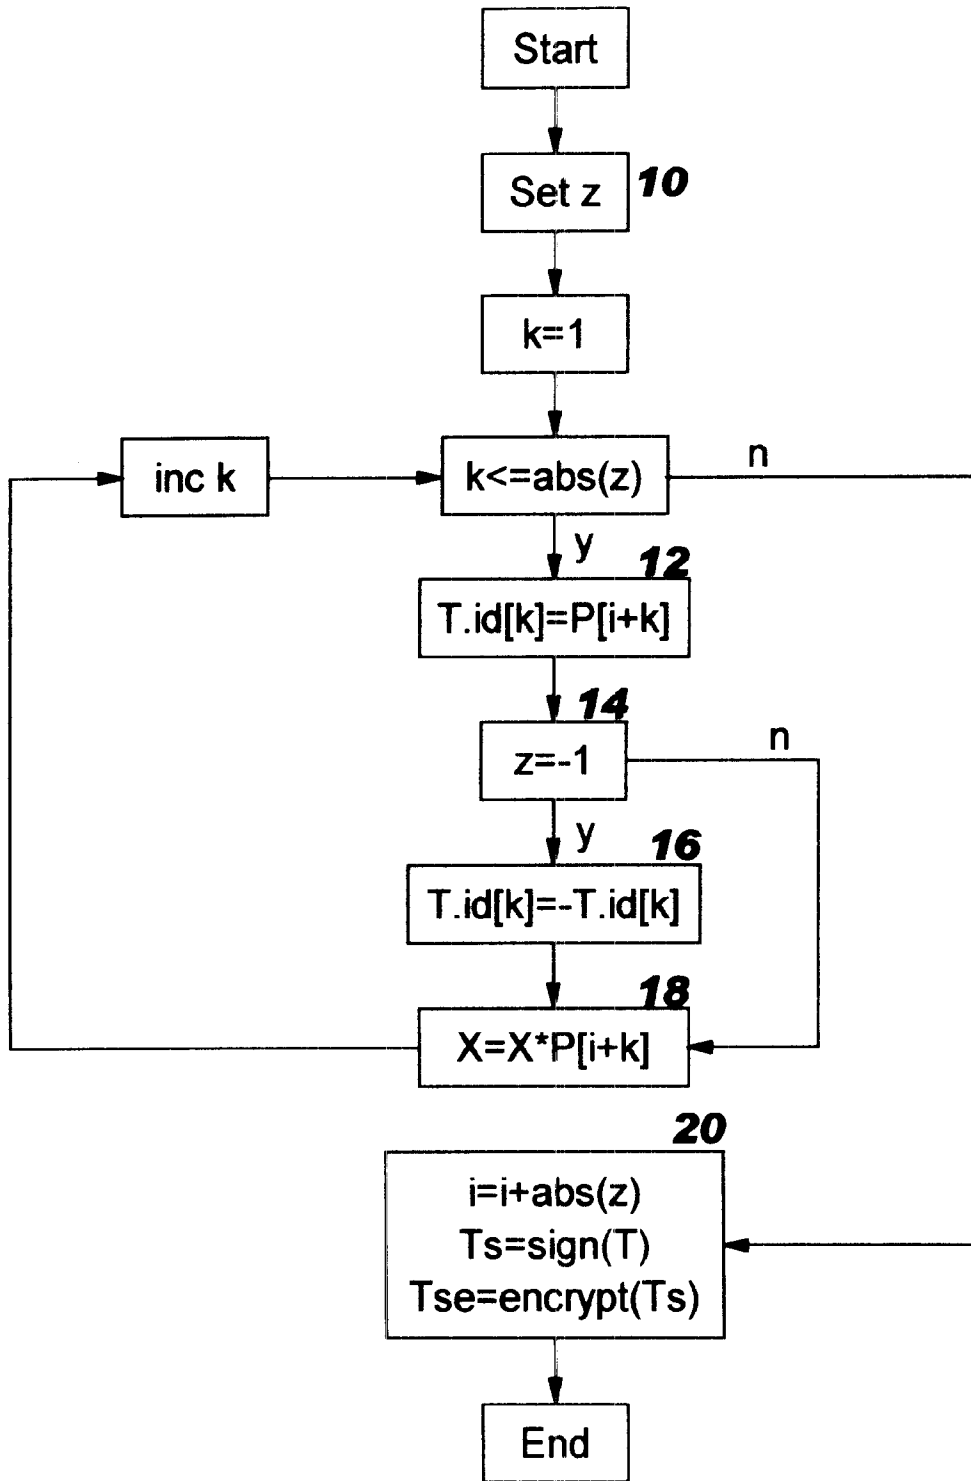 Start
Set z
10
k=1
inc k
k<=abs(z)
n
y
12
T.id[k]=P[i+k]
14
z=-1
n
y
16
T.id[k]=-T.id[k]
18
X=X*P[i+k]
20
i=i+abs(z)
Ts=sign(T)
Tse=encrypt(Ts)
End